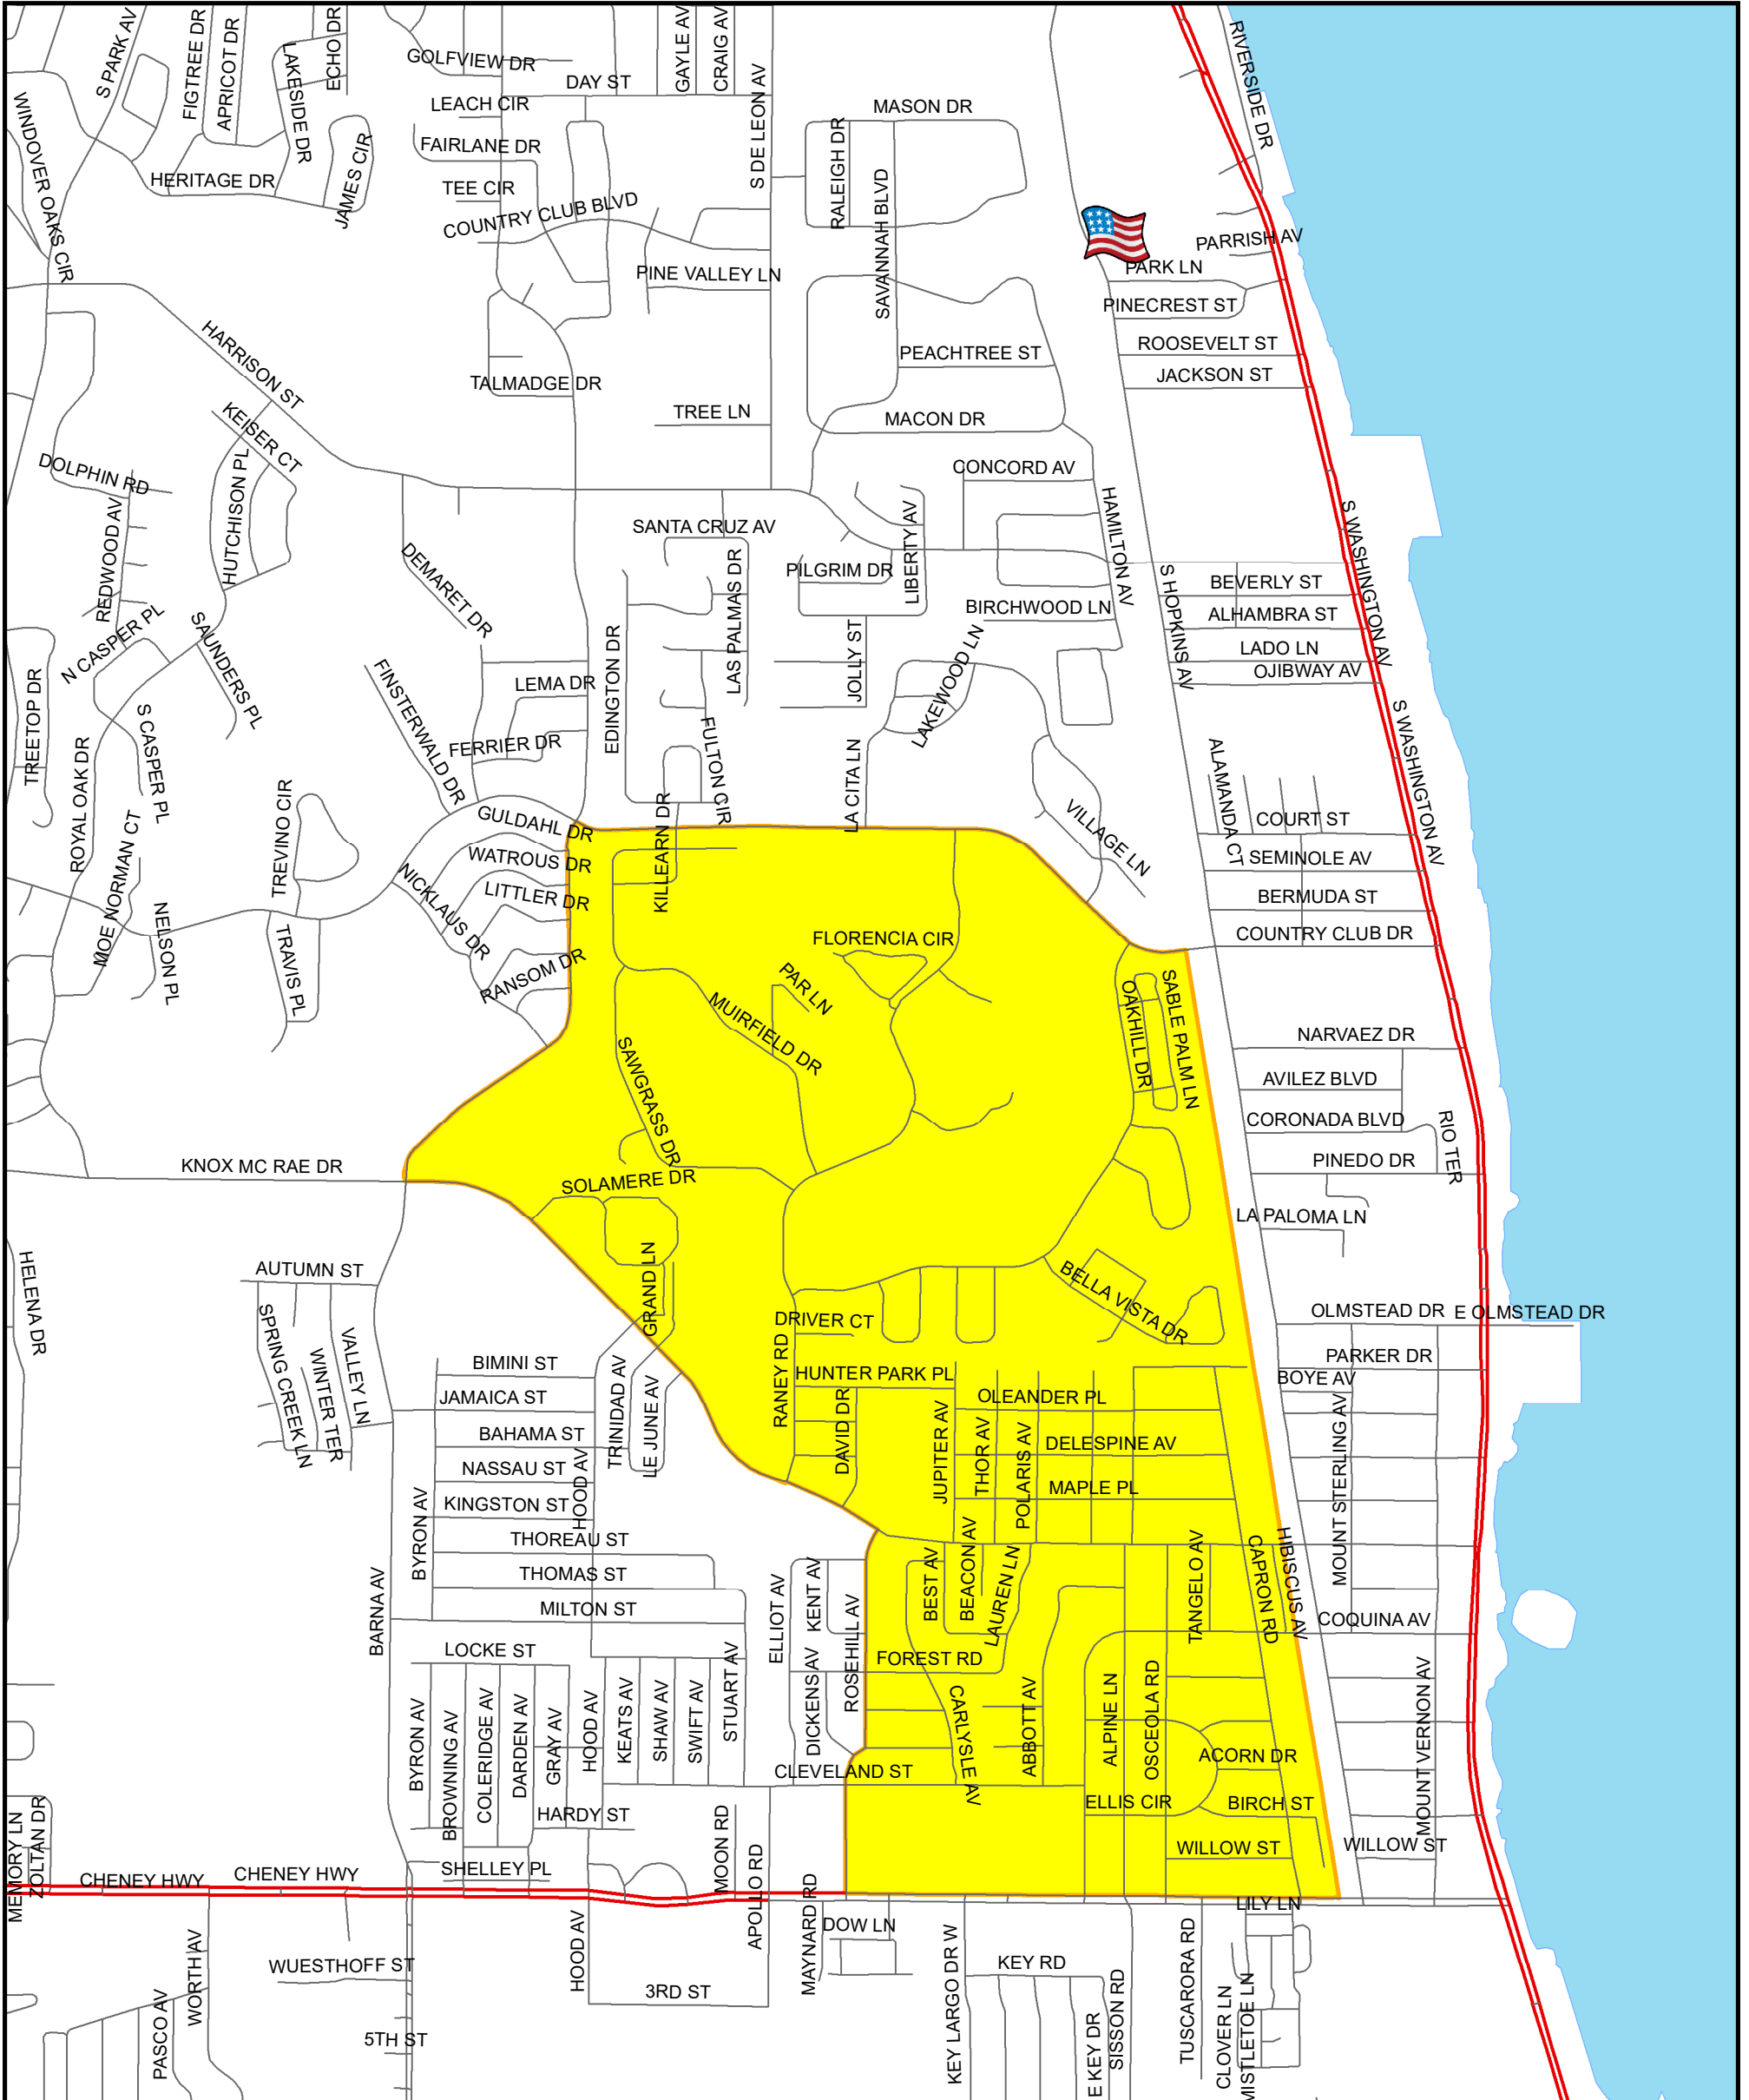 S PARK AV
FIGTREE DR
APRICOT DR
LAKESIDE DR
ECHO DR
GOLFVIEW DR
GAYLE AV
CRAIG AV
DAY ST
S DE LEON AV
RIVERSIDE DR
WINDOVER OAKS CIR
LEACH CIR
MASON DR
FAIRLANE DR
RALEIGH DR
JAMES CIR
HERITAGE DR
TEE CIR
COUNTRY CLUB BLVD
SAVANNAH BLVD
PARRISH AV
PARK LN
PINE VALLEY LN
PINECREST ST
HARRISON ST
ROOSEVELT ST
PEACHTREE ST
JACKSON ST
TALMADGE DR
TREE LN
MACON DR
KEISER CT
DOLPHIN RD
HUTCHISON PL
CONCORD AV
REDWOOD AV
SANTA CRUZ AV
LIBERTY AV
HAMILTON AV
S WASHINGTON AV
DEMARET DR
LAS PALMAS DR
PILGRIM DR
S HOPKINS AV
BEVERLY ST
BIRCHWOOD LN
ALHAMBRA ST
N CASPER PL
SAUNDERS PL
EDINGTON DR
JOLLY ST
LAKEWOOD LN
LADO LN
OJIBWAY AV
TREETOP DR
FINSTERWALD DR
LEMA DR
S CASPER PL
S WASHINGTON AV
ROYAL OAK DR
FERRIER DR
FULTON CIR
LA CITA LN
ALAMANDA CT
TREVINO CIR
MOE NORMAN CT
GULDAHL DR
KILLEARN DR
VILLAGE LN
COURT ST
WATROUS DR
SEMINOLE AV
NICKLAUS DR
LITTLER DR
BERMUDA ST
NELSON PL
TRAVIS PL
FLORENCIA CIR
COUNTRY CLUB DR
RANSOM DR
PAR LN
OAKHILL DR
SABLE PALM LN
MUIRFIELD DR
NARVAEZ DR
SAWGRASS DR
AVILEZ BLVD
CORONADA BLVD
RIO TER
KNOX MC RAE DR
PINEDO DR
SOLAMERE DR
LA PALOMA LN
HELENA DR
AUTUMN ST
GRAND LN
BELLA VISTA DR
SPRING CREEK LN
WINTER TER
VALLEY LN
DRIVER CT
OLMSTEAD DR
E OLMSTEAD DR
RANEY RD
PARKER DR
BIMINI ST
TRINIDAD AV
LE JUNE AV
HUNTER PARK PL
BOYE AV
JAMAICA ST
DAVID DR
OLEANDER PL
MOUNT STERLING AV
BAHAMA ST
JUPITER AV
THOR AV
POLARIS AV
DELESPINE AV
NASSAU ST
HOOD AV
MAPLE PL
BYRON AV
KINGSTON ST
THOREAU ST
BEACON AV
TANGELO AV
CAPRON RD
HIBISCUS AV
BARNA AV
THOMAS ST
ELLIOT AV
KENT AV
BEST AV
LAUREN LN
MILTON ST
ROSEHILL AV
COQUINA AV
LOCKE ST
STUART AV
DICKENS AV
FOREST RD
BYRON AV
BROWNING AV
COLERIDGE AV
DARDEN AV
GRAY AV
HOOD AV
KEATS AV
SHAW AV
SWIFT AV
CARLYSLE AV
ABBOTT AV
ALPINE LN
OSCEOLA RD
MOUNT VERNON AV
CLEVELAND ST
ACORN DR
MEMORY LN
ZOLTAN DR
HARDY ST
MOON RD
ELLIS CIR
BIRCH ST
SHELLEY PL
APOLLO RD
WILLOW ST
WILLOW ST
CHENEY HWY
CHENEY HWY
MAYNARD RD
LILY LN
WORTH AV
HOOD AV
DOW LN
KEY LARGO DR W
TUSCARORA RD
WUESTHOFF ST
KEY RD
3RD ST
SISSON RD
CLOVER LN
MISTLETOE LN
PASCO AV
5TH ST
E KEY DR